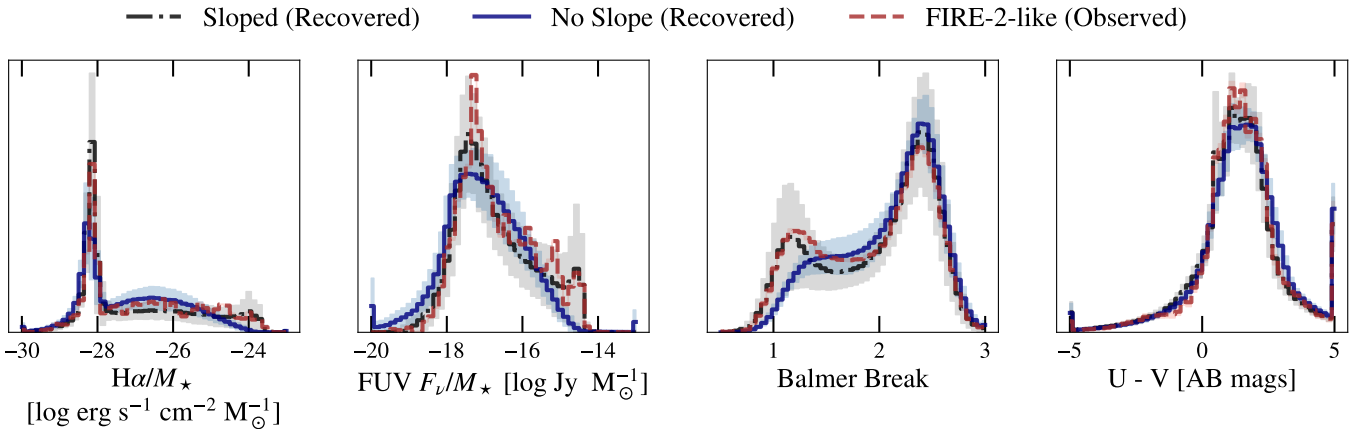 Sloped (Recovered) No Slope (Recovered) FIRE-2-like (Observed)
−30 −28 −26 −24
Hα/M⋆
[log erg s⁻¹ cm⁻² M⊙⁻¹]
−20 −18 −16 −14
FUV Fν/M⋆ [log Jy M⊙⁻¹]
1 2 3
Balmer Break
−5 0 5
U - V [AB mags]